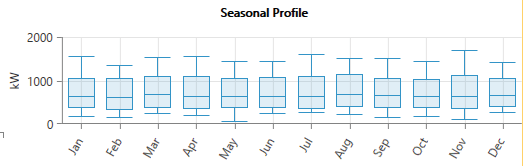 Seasonal Profile
2000
1000
0
kW
Jan
Feb
Mar
Apr
May
Jun
Jul
Aug
Sep
Oct
Nov
Dec